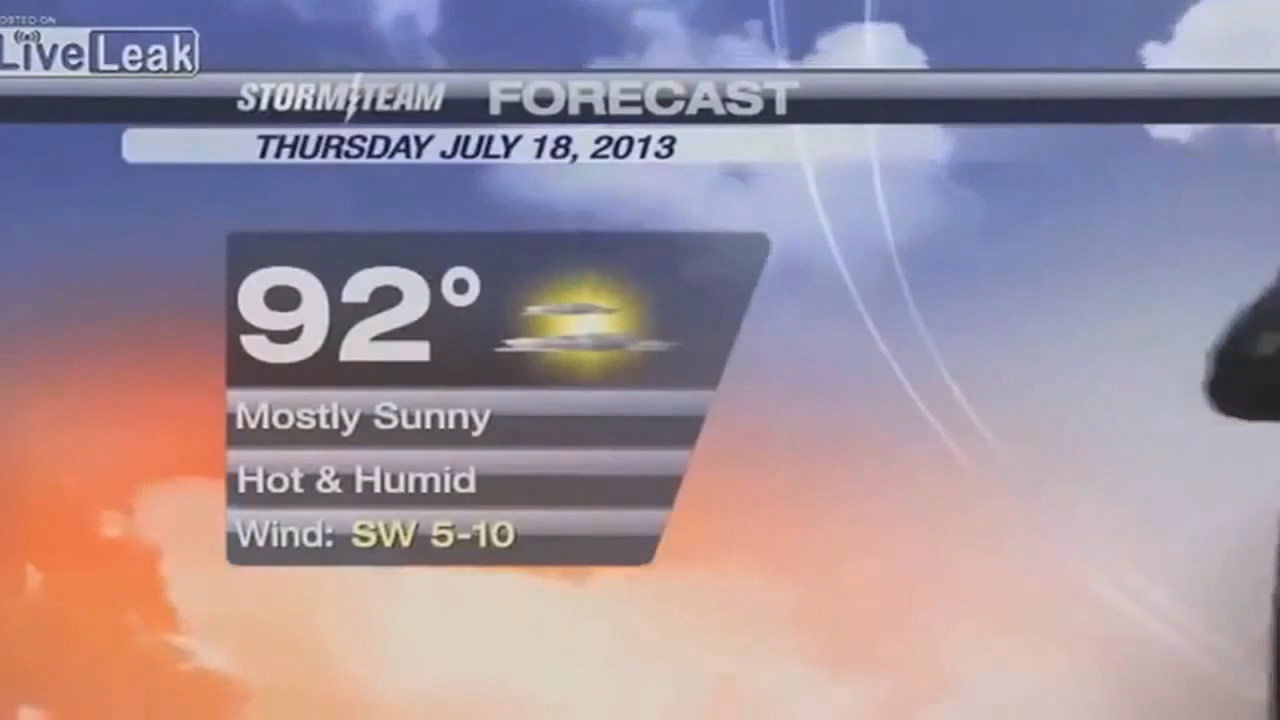 POSTED ON
LiveLeak
STORM TEAM FORECAST
THURSDAY JULY 18, 2013
92°
Mostly Sunny
Hot & Humid
Wind: SW 5-10